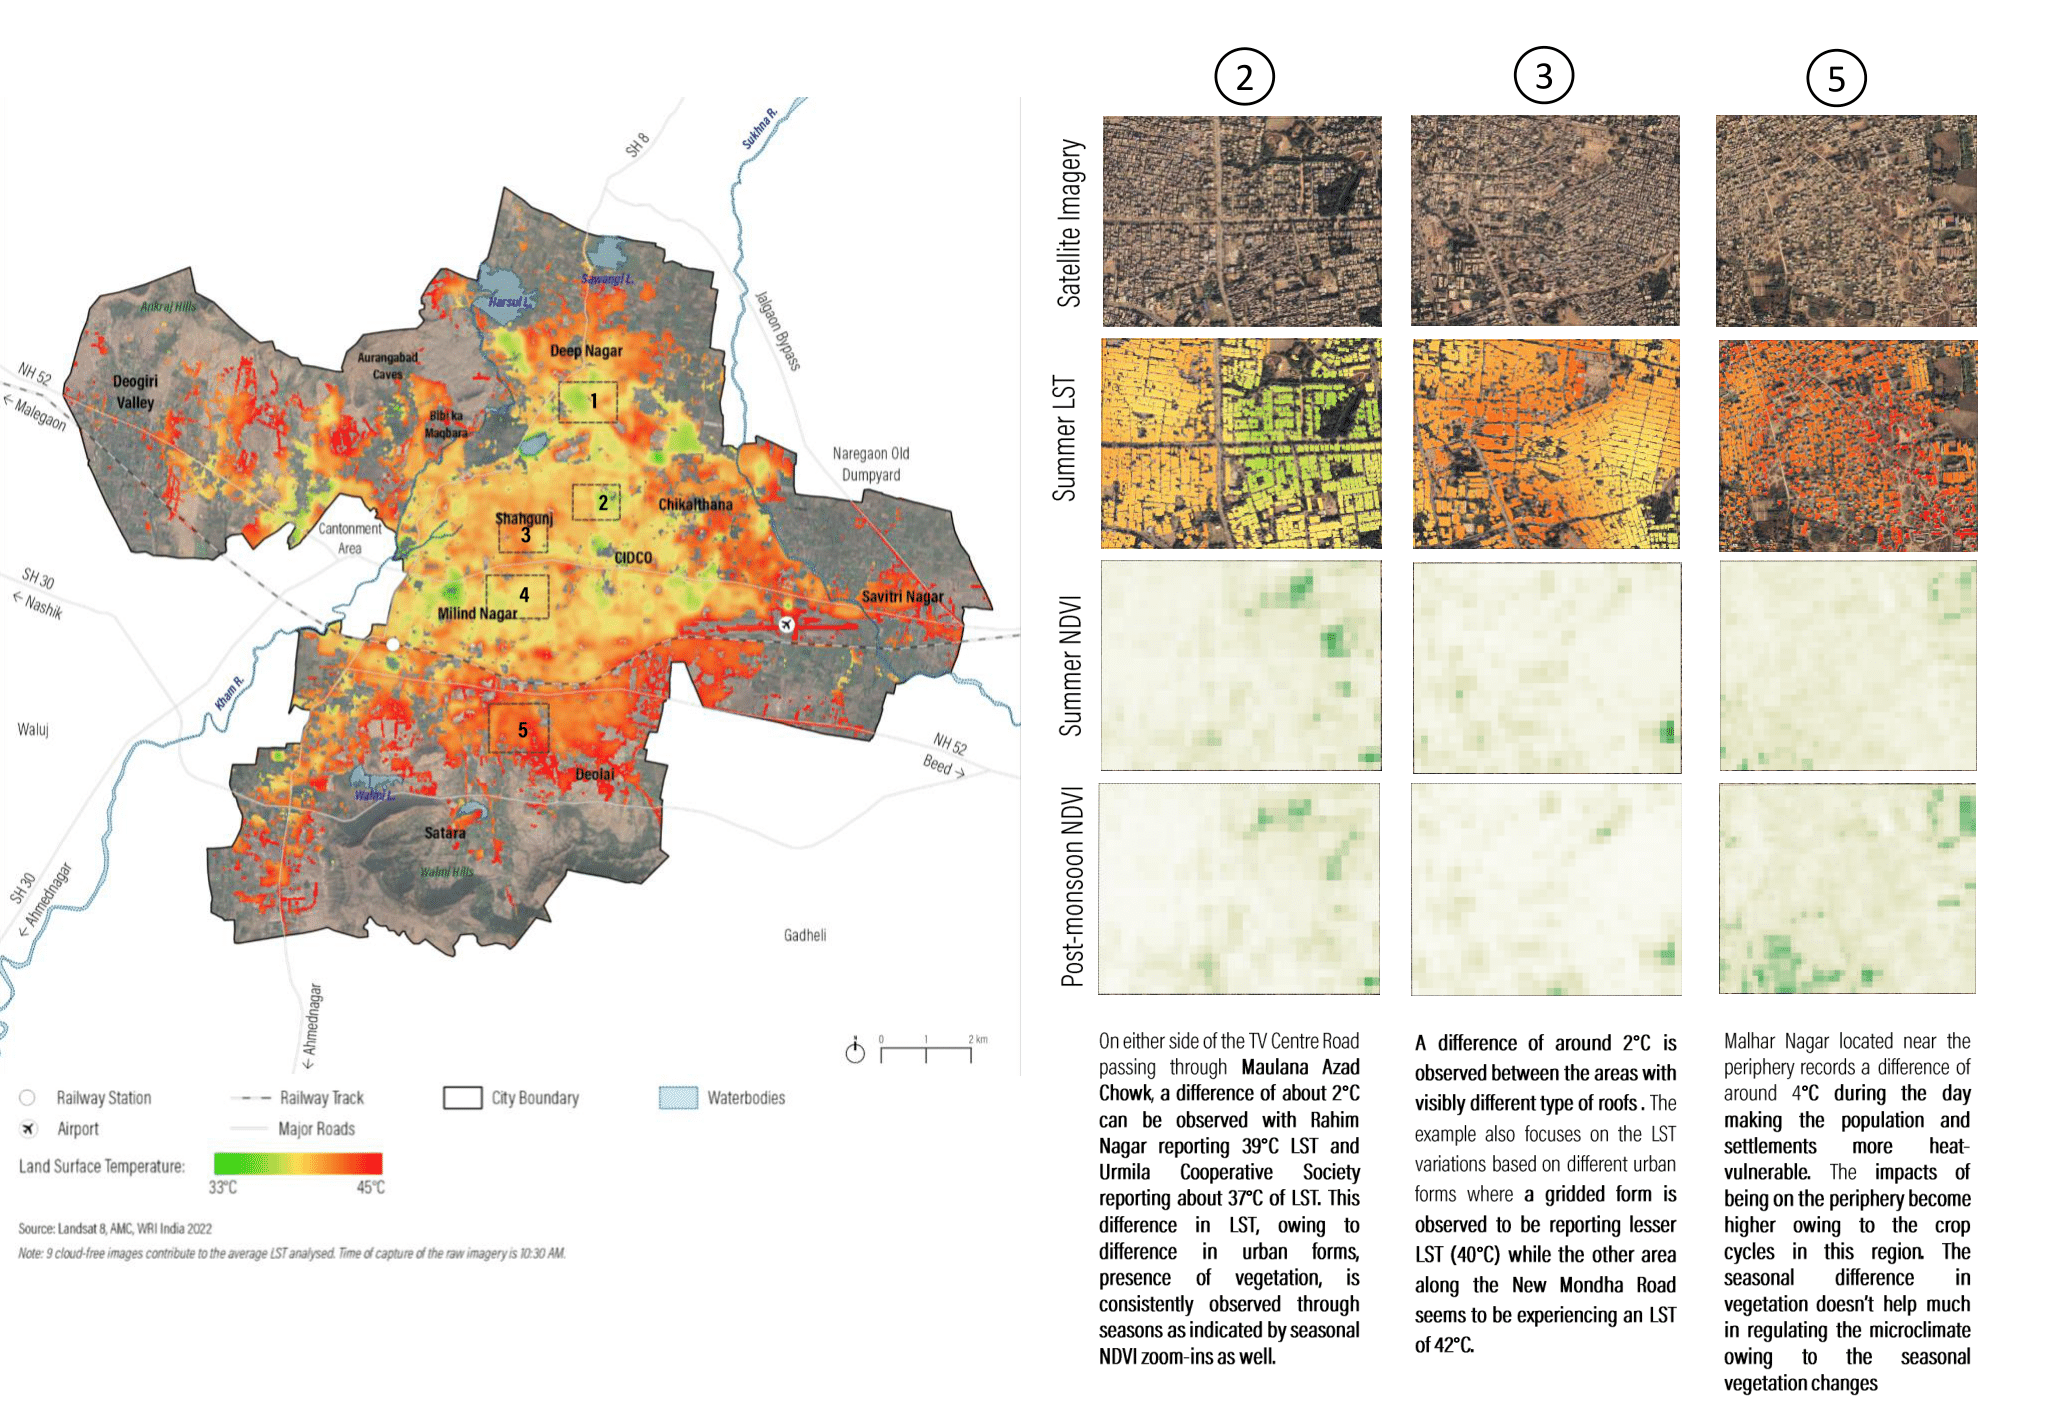 SH 8
Sukhna R.
Jalgaon Bypass
Sawangi L.
Harsul L.
Ankraj Hills
Deep Nagar
Aurangabad
Caves
NH 52
← Malegaon
Deogiri
Valley
1
Bibi ka
Maqbara
Naregaon Old
Dumpyard
2
Chikalthana
Shahgunj
3
Cantonment
Area
CIDCO
SH 30
← Nashik
4
Milind Nagar
Savitri Nagar
Kham R.
Waluj
5
NH 52
Beed →
Deolai
Walmi L.
Satara
SH 30
← Ahmednagar
Gadheli
← Ahmednagar
N
0 1 2 km
Railway Station
Railway Track
City Boundary
Waterbodies
Airport
Major Roads
Land Surface Temperature:
33°C 45°C
Source: Landsat 8, AMC, WRI India 2022
Note: 9 cloud-free images contribute to the average LST analysed. Time of capture of the raw imagery is 10:30 AM.
2
3
5
Satellite Imagery
Summer LST
Summer NDVI
Post-monsoon NDVI
On either side of the TV Centre Road
passing through Maulana Azad
Chowk, a difference of about 2°C
can be observed with Rahim
Nagar reporting 39°C LST and
Urmila Cooperative Society
reporting about 37°C of LST. This
difference in LST, owing to
difference in urban forms,
presence of vegetation, is
consistently observed through
seasons as indicated by seasonal
NDVI zoom-ins as well.
A difference of around 2°C is
observed between the areas with
visibly different type of roofs . The
example also focuses on the LST
variations based on different urban
forms where a gridded form is
observed to be reporting lesser
LST (40°C) while the other area
along the New Mondha Road
seems to be experiencing an LST
of 42°C.
Malhar Nagar located near the
periphery records a difference of
around 4°C during the day
making the population and
settlements more heat-
vulnerable. The impacts of
being on the periphery become
higher owing to the crop
cycles in this region. The
seasonal difference in
vegetation doesn't help much
in regulating the microclimate
owing to the seasonal
vegetation changes